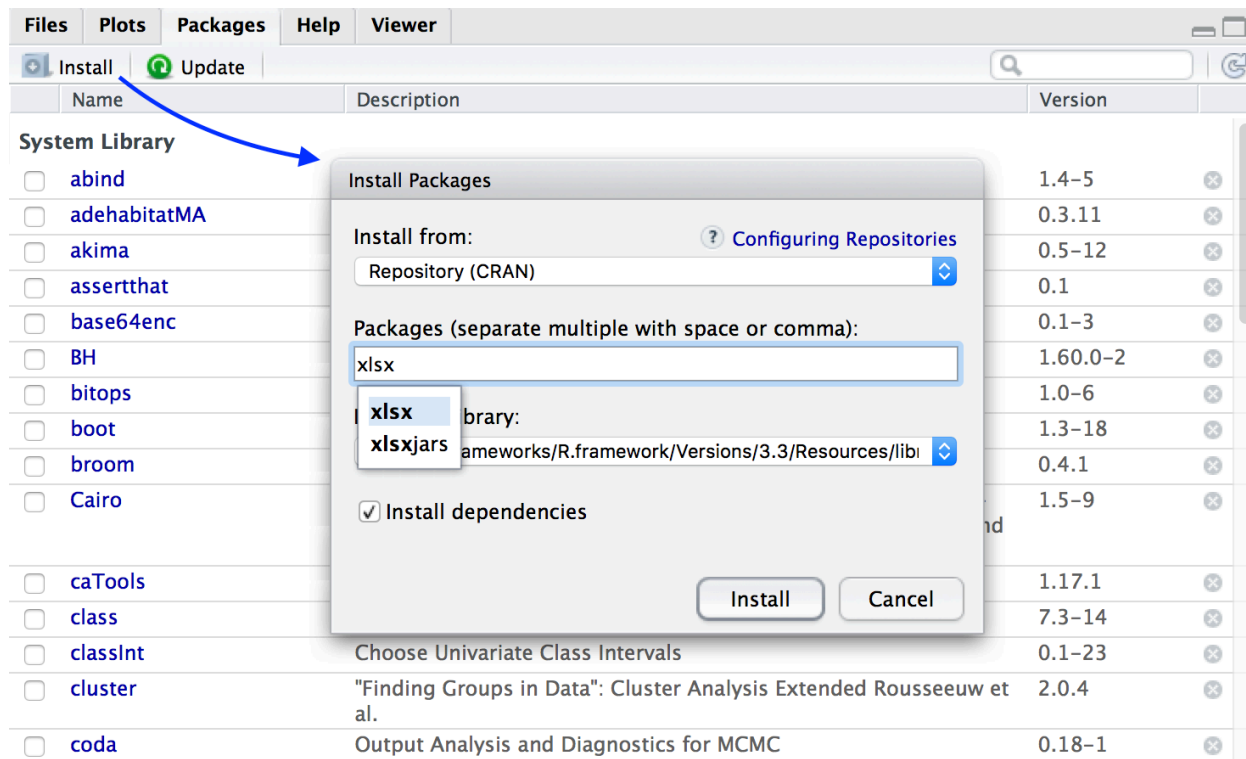 Files Plots Packages Help Viewer
Install Update
Name Description Version
System Library
abind 1.4-5
adehabitatMA 0.3.11
akima 0.5-12
assertthat 0.1
base64enc 0.1-3
BH 1.60.0-2
bitops 1.0-6
boot 1.3-18
broom 0.4.1
Cairo 1.5-9
caTools 1.17.1
class 7.3-14
classInt Choose Univariate Class Intervals 0.1-23
cluster "Finding Groups in Data": Cluster Analysis Extended Rousseeuw et 2.0.4
al.
coda Output Analysis and Diagnostics for MCMC 0.18-1
Install Packages
Install from:
? Configuring Repositories
Repository (CRAN)
Packages (separate multiple with space or comma):
xlsx
xlsx
xlsxjars
brary:
ameworks/R.framework/Versions/3.3/Resources/libr
Install dependencies
Install Cancel